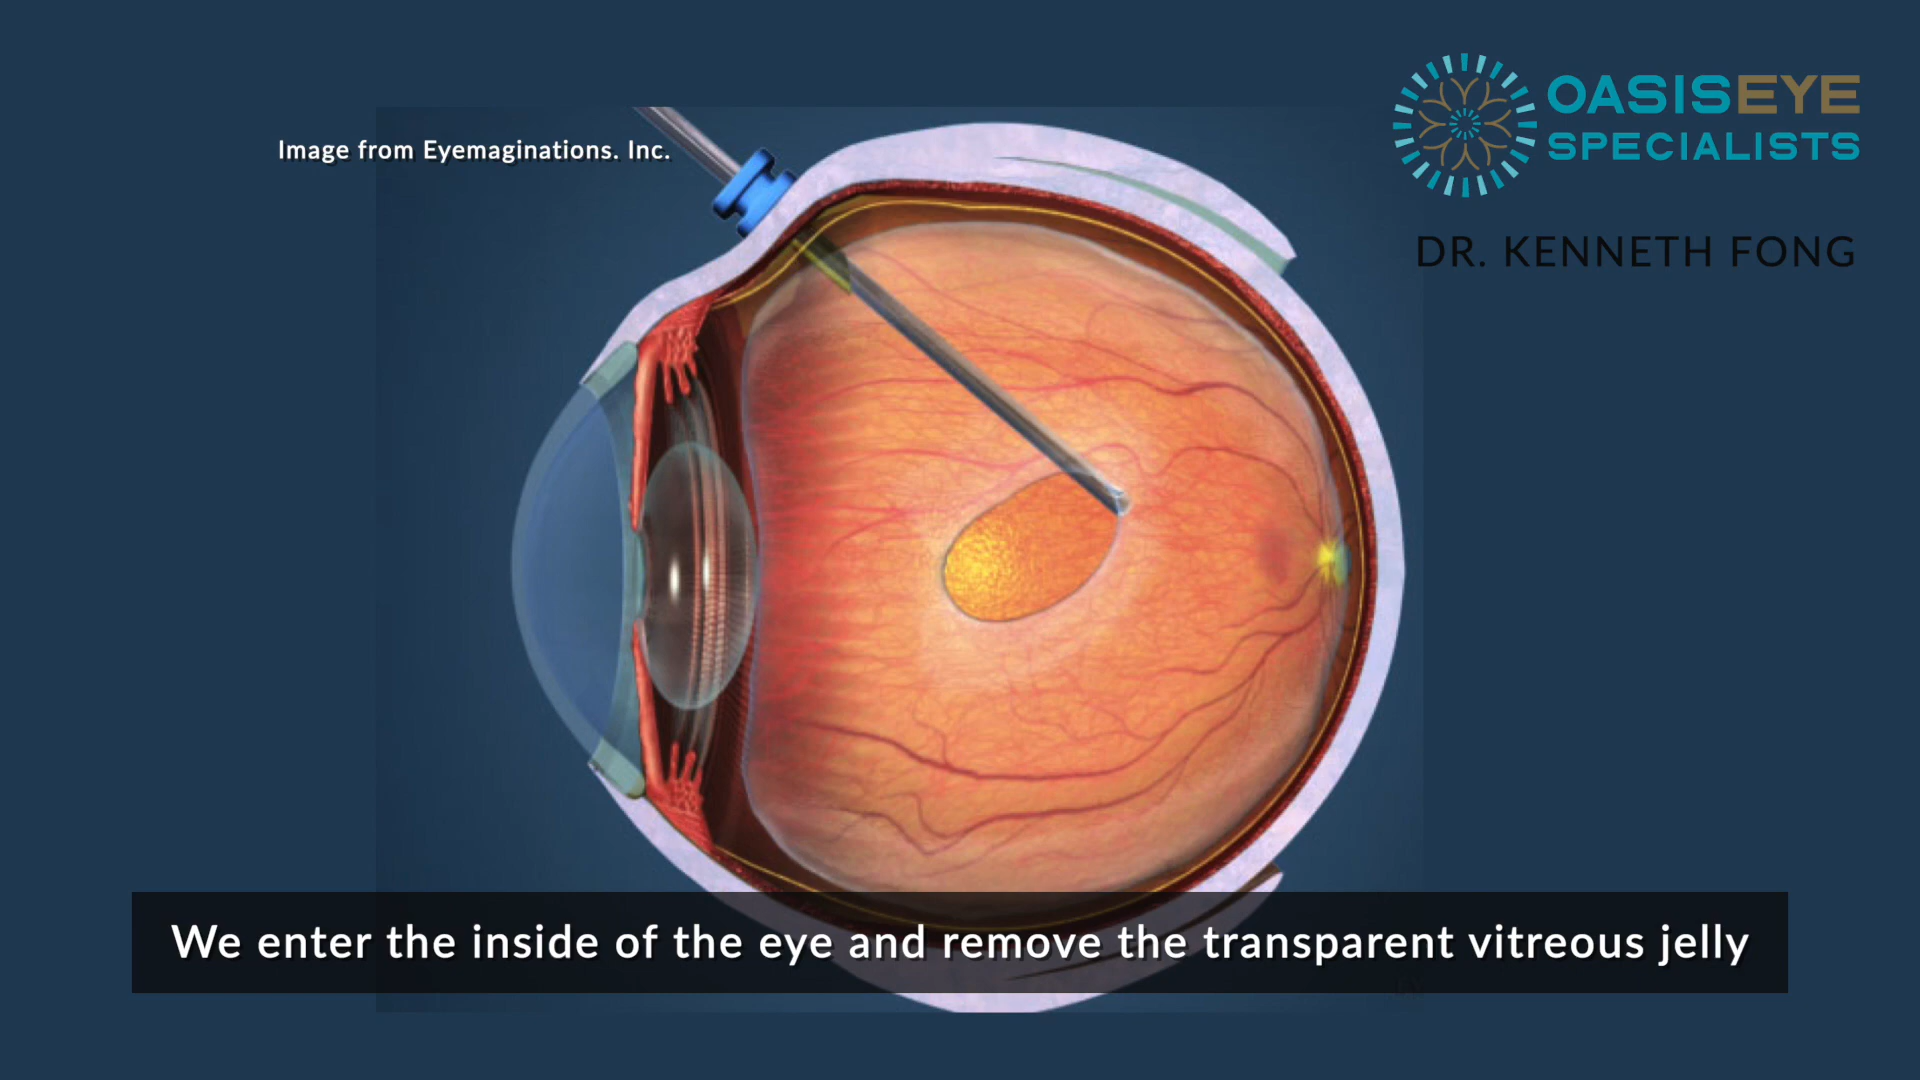 Image from Eyemaginations. Inc.
OASISEYE
SPECIALISTS
DR. KENNETH FONG
We enter the inside of the eye and remove the transparent vitreous jelly